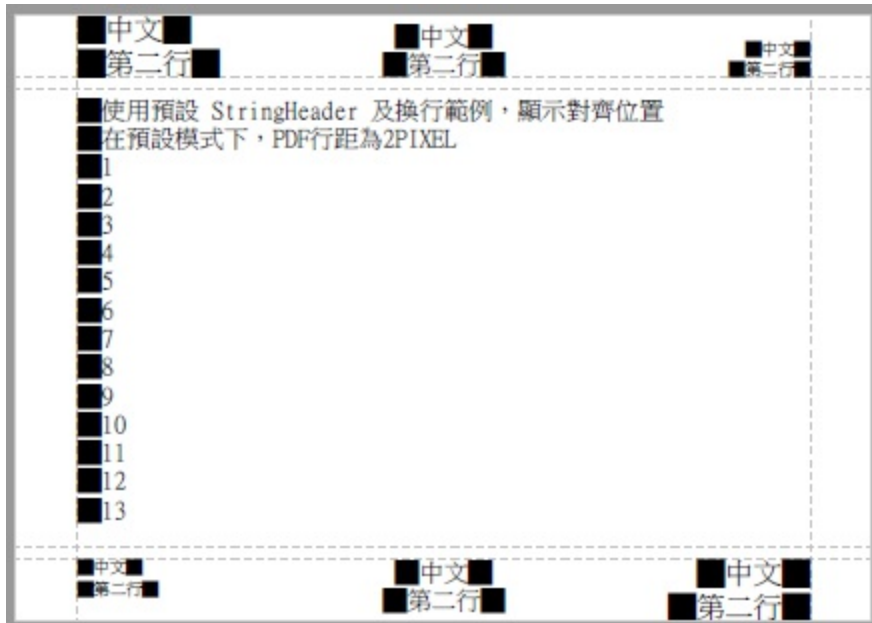 █中文█
█第二行█
█中文█
█第二行█
█中文█
█第二行█
█使用預設 StringHeader 及換行範例，顯示對齊位置
█在預設模式下，PDF行距為2PIXEL
█1
█2
█3
█4
█5
█6
█7
█8
█9
█10
█11
█12
█13
█中文█
█第二行█
█中文█
█第二行█
█中文█
█第二行█